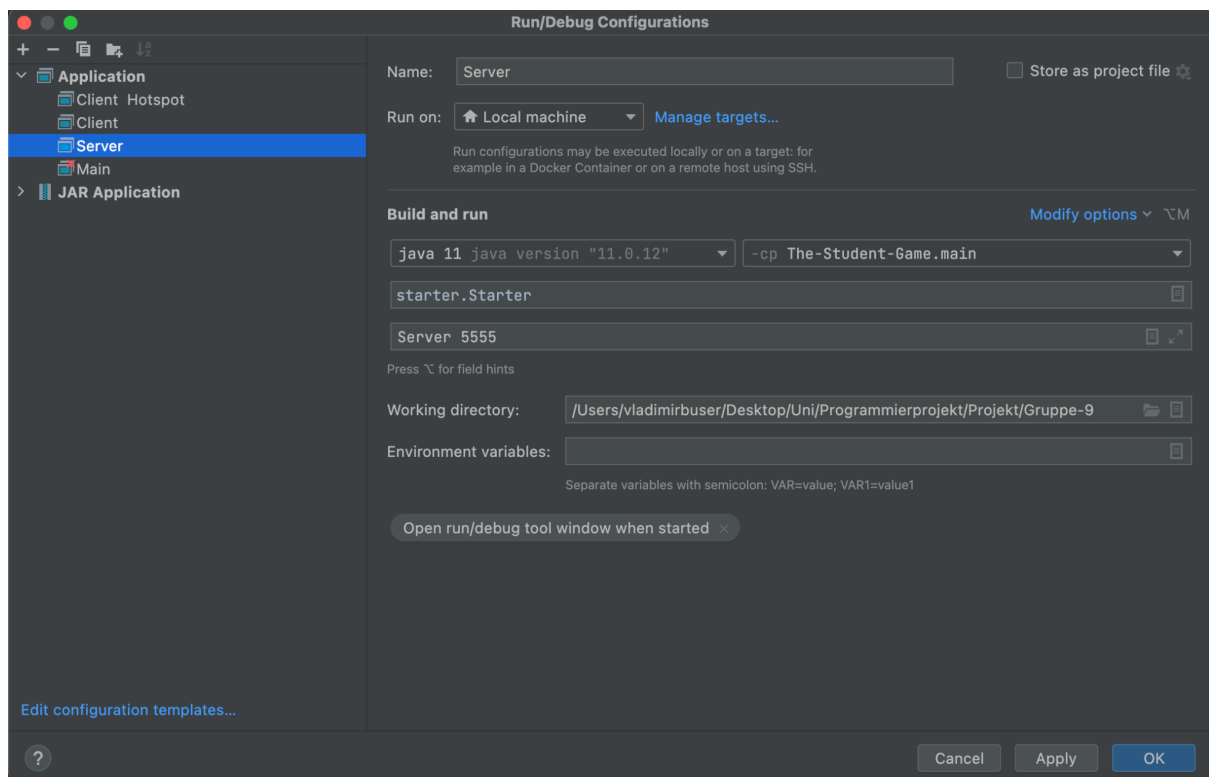 Run/Debug Configurations
Application
Client Hotspot
Client
Server
Main
JAR Application
Edit configuration templates...
Name: Server
Store as project file
Run on: Local machine Manage targets...
Run configurations may be executed locally or on a target: for
example in a Docker Container or on a remote host using SSH.
Build and run Modify options ⌥M
java 11 java version "11.0.12" -cp The-Student-Game.main
starter.Starter
Server 5555
Press ⌥ for field hints
Working directory: /Users/vladimirbuser/Desktop/Uni/Programmierprojekt/Projekt/Gruppe-9
Environment variables:
Separate variables with semicolon: VAR=value; VAR1=value1
Open run/debug tool window when started ×
? Cancel Apply OK